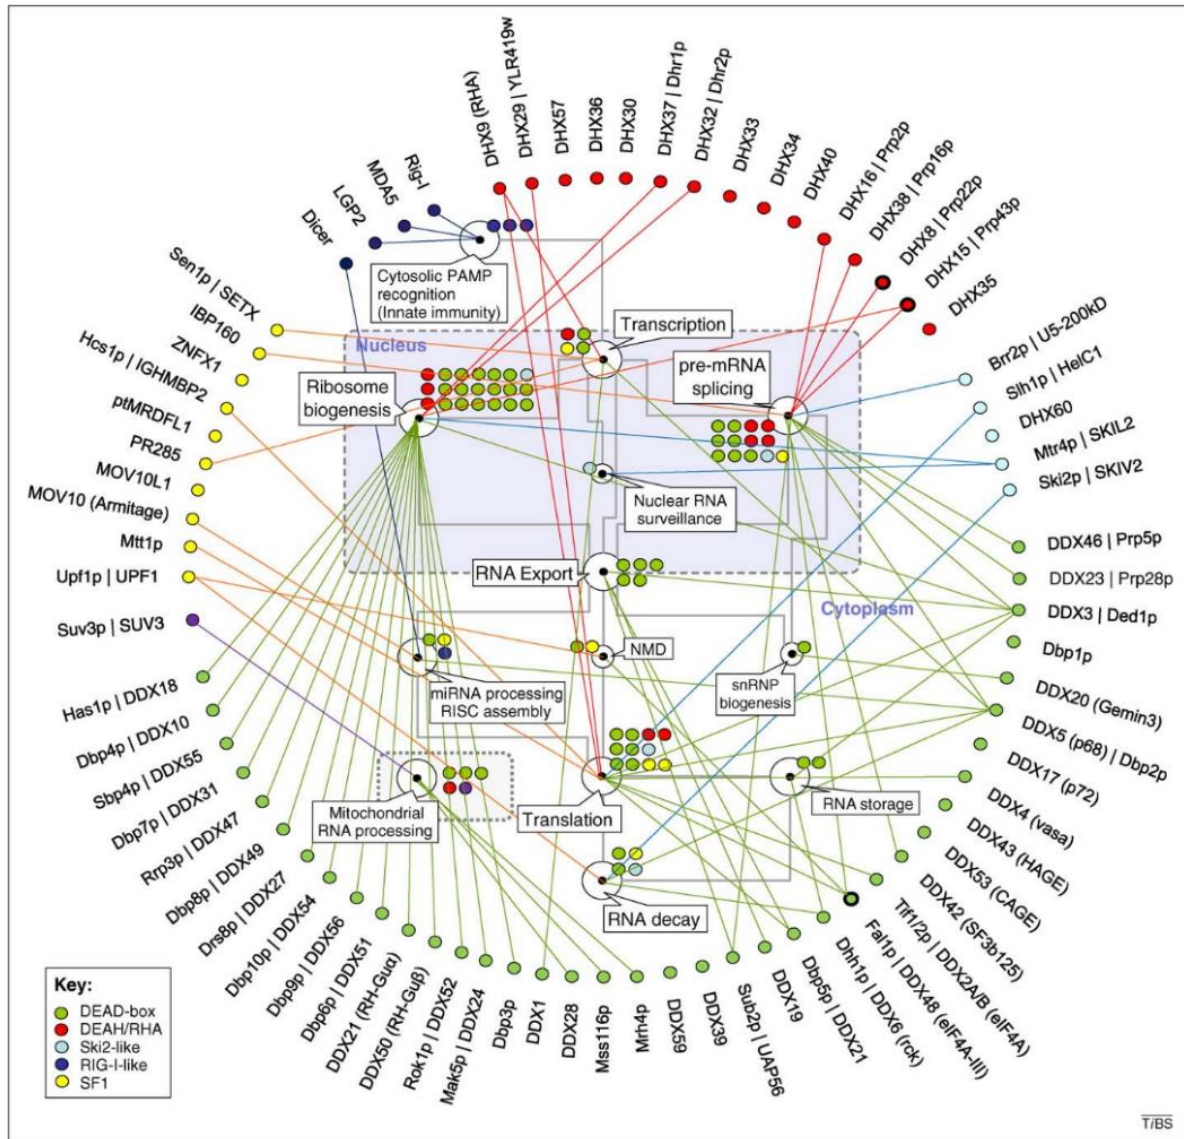 DHX9 (RHA)
DHX29 | YLR419w
DHX57
DHX36
DHX30
DHX37 | Dhr1p
DHX32 | Dhr2p
DHX33
DHX34
DHX40
DHX16 | Prp2p
DHX38 | Prp16p
DHX8 | Prp22p
DHX15 | Prp43p
DHX35
Brr2p | U5-200kD
Slh1p | HelC1
DHX60
Mtr4p | SKIL2
Ski2p | SKIV2
DDX46 | Prp5p
DDX23 | Prp28p
DDX3 | Ded1p
Dbp1p
DDX20 (Gemin3)
DDX5 (p68) | Dbp2p
DDX17 (p72)
DDX4 (vasa)
DDX43 (HAGE)
DDX53 (CAGE)
DDX42 (SF3b125)
Tif1/2p | DDX2A/B (eIF4A)
Fal1p | DDX48 (eIF4A-III)
Dhh1p | DDX6 (rck)
Dbp5p | DDX21
DDX19
Sub2p | UAP56
DDX39
DDX59
Mrh4p
Mss116p
DDX28
DDX1
Dbp3p
Mak5p | DDX24
Rok1p | DDX52
DDX50 (RH-Guβ)
DDX21 (RH-Guα)
Dbp6p | DDX51
Dbp9p | DDX56
Dbp10p | DDX54
Drs8p | DDX27
Dbp8p | DDX49
Rrp3p | DDX47
Dbp7p | DDX31
Sbp4p | DDX55
Dbp4p | DDX10
Has1p | DDX18
Suv3p | SUV3
Upf1p | UPF1
Mtt1p
MOV10 (Armitage)
MOV10L1
PR285
ptMRDFL1
Hcs1p | IGHMBP2
ZNFX1
IBP160
Sen1p | SETX
Dicer
LGP2
MDA5
Rig-I
Cytosolic PAMP
recognition
(Innate immunity)
Nucleus
Transcription
Ribosome
biogenesis
pre-mRNA
splicing
Nuclear RNA
surveillance
RNA Export
Cytoplasm
NMD
miRNA processing
RISC assembly
snRNP
biogenesis
Mitochondrial
RNA processing
Translation
RNA storage
RNA decay
Key:
DEAD-box
DEAH/RHA
Ski2-like
RIG-I-like
SF1
TiBS